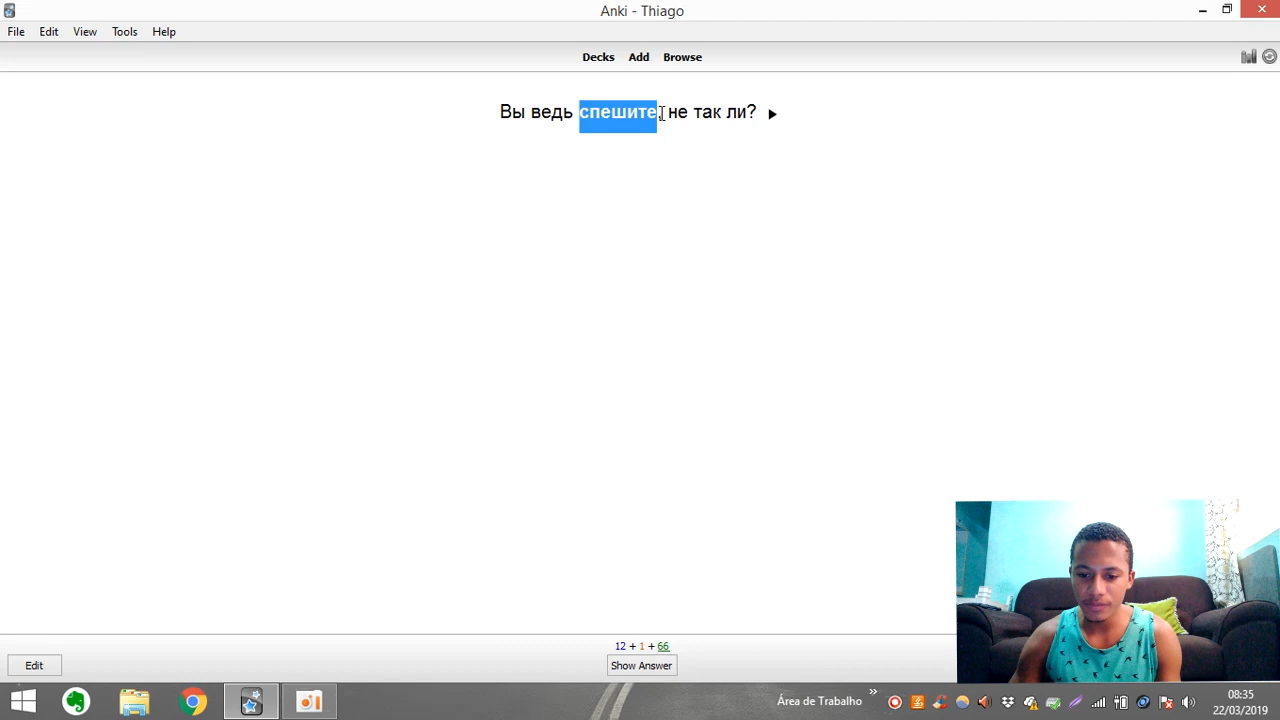 Anki - Thiago
File Edit View Tools Help
Decks Add Browse
Вы ведь спешите, не так ли?
12 + 1 + 66
Edit
Show Answer
Área de Trabalho
08:35
22/03/2019